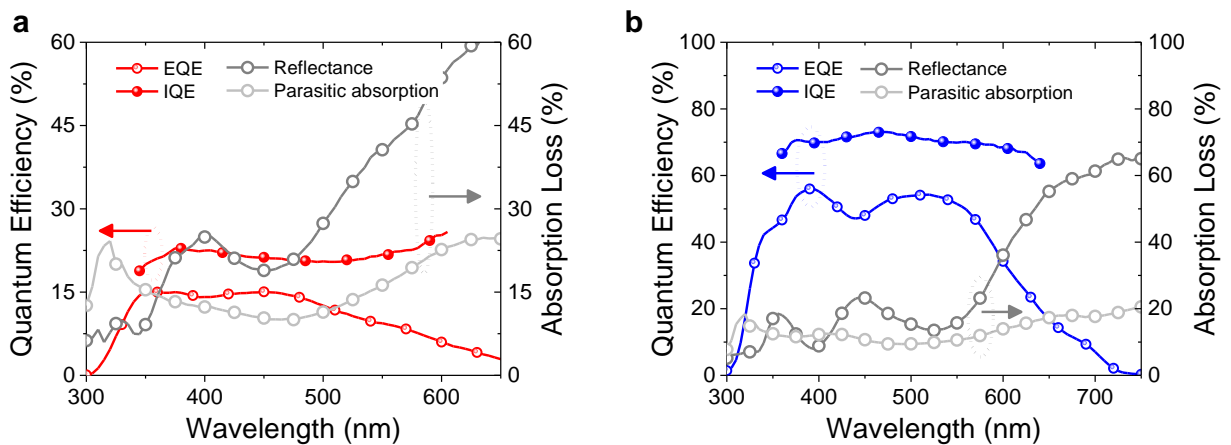 a
60
45
30
15
0
Quantum Efficiency (%)
EQE
IQE
Reflectance
Parasitic absorption
60
45
30
15
0
Absorption Loss (%)
300 400 500 600
Wavelength (nm)
b
100
80
60
40
20
0
Quantum Efficiency (%)
EQE
IQE
Reflectance
Parasitic absorption
100
80
60
40
20
0
Absorption Loss (%)
300 400 500 600 700
Wavelength (nm)